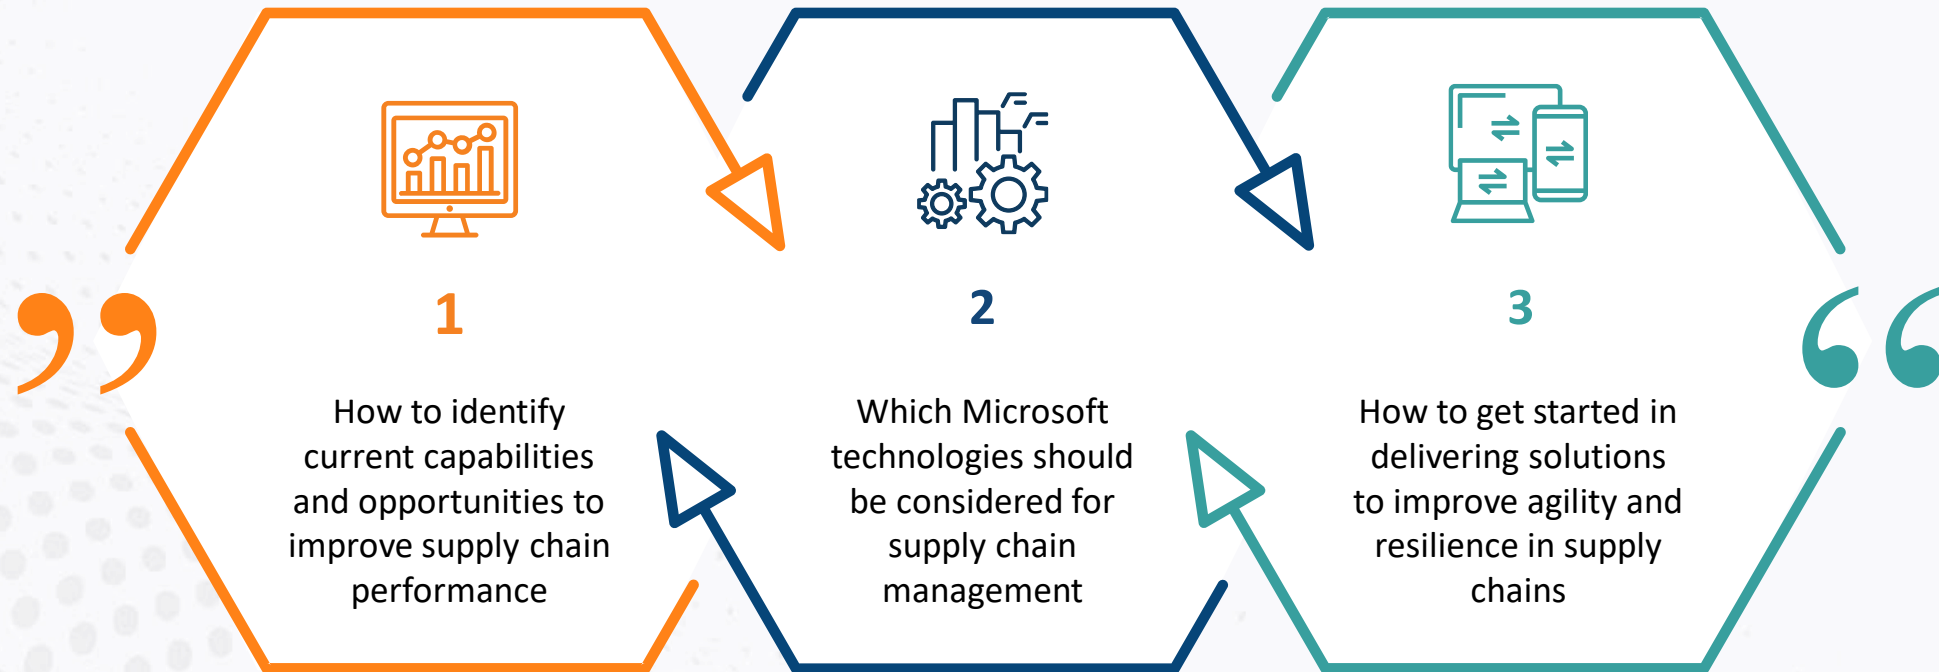 ”
1
How to identify
current capabilities
and opportunities to
improve supply chain
performance
2
Which Microsoft
technologies should
be considered for
supply chain
management
3
How to get started in
delivering solutions
to improve agility and
resilience in supply
chains
“